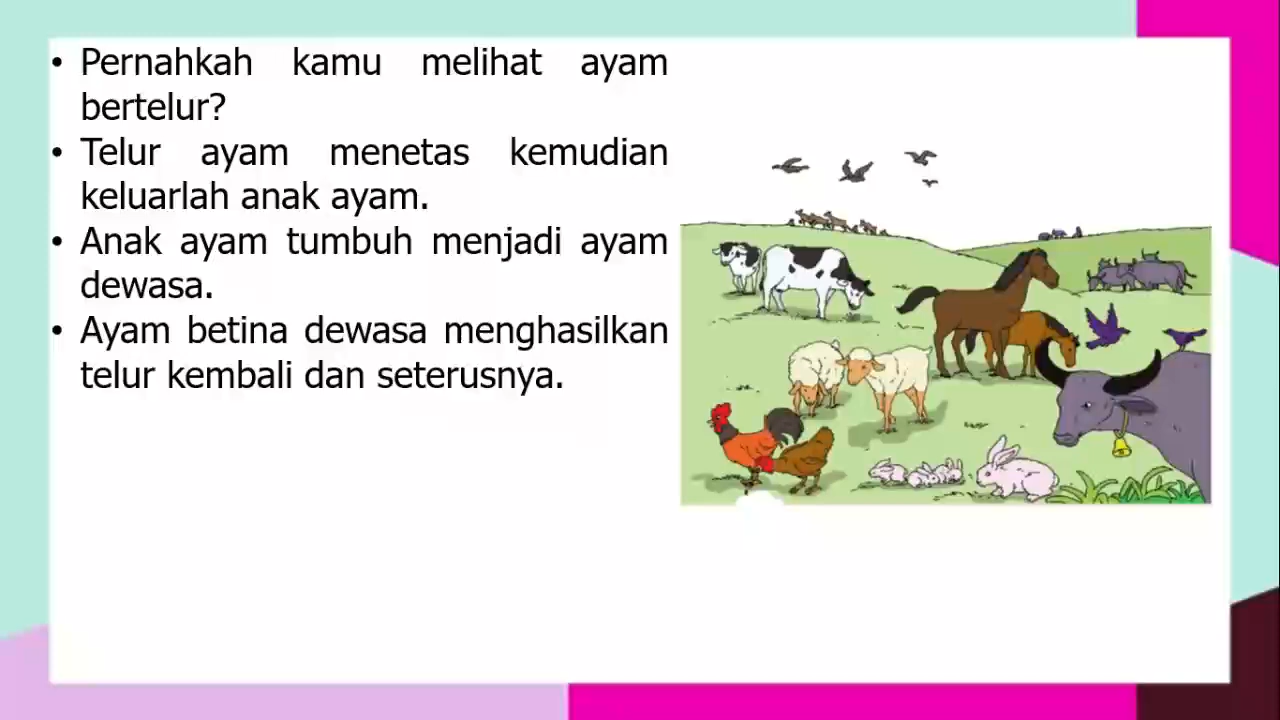 • Pernahkah kamu melihat ayam
bertelur?
• Telur ayam menetas kemudian
keluarlah anak ayam.
• Anak ayam tumbuh menjadi ayam
dewasa.
• Ayam betina dewasa menghasilkan
telur kembali dan seterusnya.